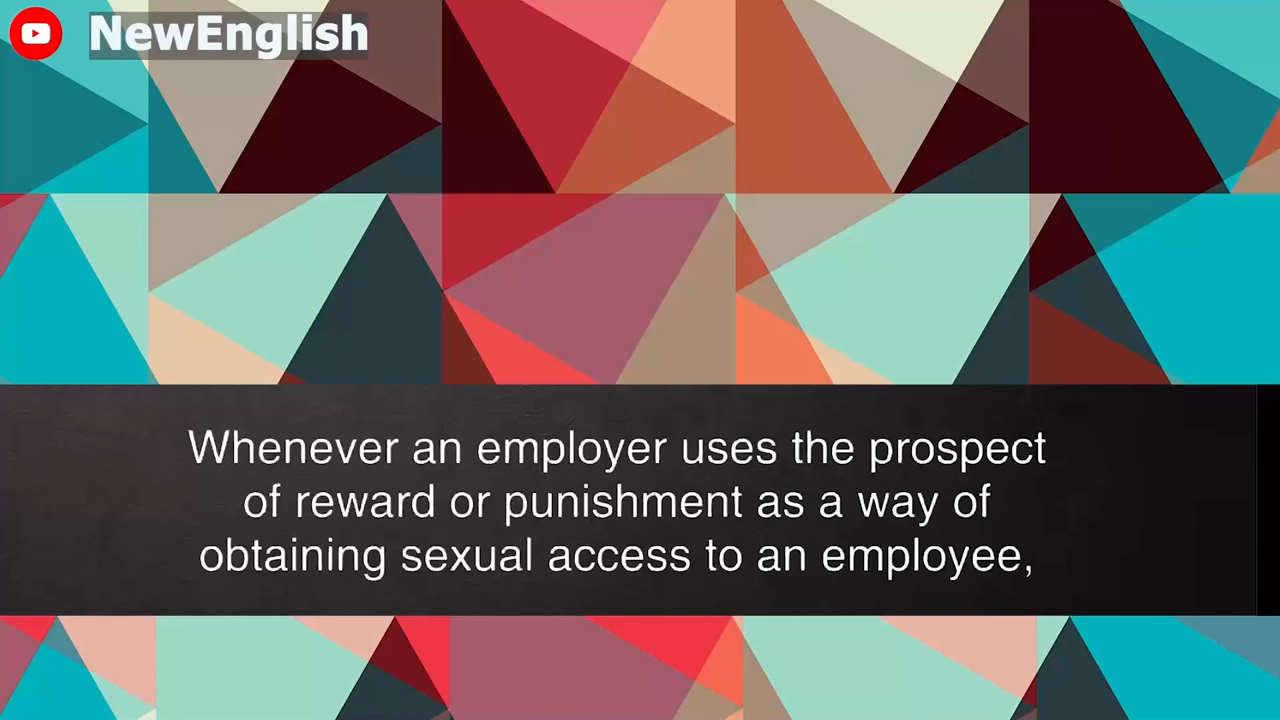 NewEnglish
Whenever an employer uses the prospect
of reward or punishment as a way of
obtaining sexual access to an employee,